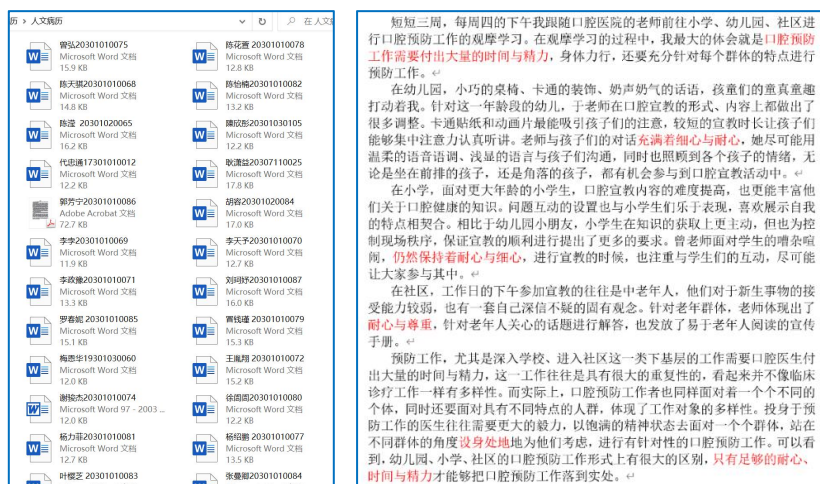 历 › 人文病历
在 人文
曾弘20301010075
Microsoft Word 文档
15.9 KB
陈花萱 20301010078
Microsoft Word 文档
12.8 KB
陈天骐20301010068
Microsoft Word 文档
14.8 KB
陈怡楠20301010082
Microsoft Word 文档
13.2 KB
陈滢 20301020065
Microsoft Word 文档
16.2 KB
陳欣彤20301030105
Microsoft Word 文档
12.2 KB
代忠通17301010012
Microsoft Word 文档
12.2 KB
耿潇益20307110025
Microsoft Word 文档
17.8 KB
郭芳宁20301010086
Adobe Acrobat 文档
72.7 KB
胡容20301020084
Microsoft Word 文档
17.0 KB
李李20301010069
Microsoft Word 文档
11.9 KB
李天予20301010070
Microsoft Word 文档
12.7 KB
李政豫20301010071
Microsoft Word 文档
13.3 KB
刘同妤20301010087
Microsoft Word 文档
16.0 KB
罗春妮 20301010085
Microsoft Word 文档
15.1 KB
20301010079
Microsoft Word 文档
15.3 KB
梅恩华19301030060
Microsoft Word 文档
12.0 KB
王胤翔 20301010072
Microsoft Word 文档
15.2 KB
谢骏杰20301010074
Microsoft Word 97 - 2003 ...
12.0 KB
徐囡囡20301010080
Microsoft Word 文档
12.2 KB
杨力菲20301010081
Microsoft Word 文档
12.7 KB
杨绍鹏 20301010077
Microsoft Word 文档
13.5 KB
叶樱芝 20301010083
张曼卿20301010084
短短三周，每周四的下午我跟随口腔医院的老师前往小学、幼儿园、社区进
行口腔预防工作的观摩学习。在观摩学习的过程中，我最大的体会就是口腔预防
工作需要付出大量的时间与精力，身体力行，还要充分针对每个群体的特点进行
预防工作。
在幼儿园，小巧的桌椅、卡通的装饰、奶声奶气的话语，孩童们的童真童趣
打动着我。针对这一年龄段的幼儿，于老师在口腔宣教的形式、内容上都做出了
很多调整。卡通贴纸和动画片最能吸引孩子们的注意，较短的宣教时长让孩子们
能够集中注意力认真听讲。老师与孩子们的对话充满着细心与耐心，她尽可能用
温柔的语音语调、浅显的语言与孩子们沟通，同时也照顾到各个孩子的情绪，无
论是坐在前排的孩子，还是角落的孩子，都有机会参与到口腔宣教活动中。
在小学，面对更大年龄的小学生，口腔宣教内容的难度提高，也更能丰富他
们关于口腔健康的知识。问题互动的设置也与小学生们乐于表现，喜欢展示自我
的特点相契合。相比于幼儿园小朋友，小学生在知识的获取上更主动，但也为控
制现场秩序，保证宣教的顺利进行提出了更多的要求。曾老师面对学生的嘈杂喧
闹，仍然保持着耐心与细心，进行宣教的时候，也注重与学生们的互动，尽可能
让大家参与其中。
在社区，工作日的下午参加宣教的往往是中老年人，他们对于新生事物的接
受能力较弱，也有一套自己深信不疑的固有观念。针对老年群体，老师体现出了
耐心与尊重，针对老年人关心的话题进行解答，也发放了易于老年人阅读的宣传
手册。
预防工作，尤其是深入学校、进入社区这一类下基层的工作需要口腔医生付
出大量的时间与精力，这一工作往往是具有很大的重复性的，看起来并不像临床
诊疗工作一样有多样性。而实际上，口腔预防工作者也同样面对着一个个不同的
个体，同时还要面对具有不同特点的人群，体现了工作对象的多样性。投身于预
防工作的医生往往需要更大的毅力，以饱满的精神状态去面对一个个群体，站在
不同群体的角度设身处地地为他们考虑，进行有针对性的口腔预防工作。可以看
到，幼儿园、小学、社区的口腔预防工作形式上有很大的区别，只有足够的耐心、
时间与精力才能够把口腔预防工作落到实处。